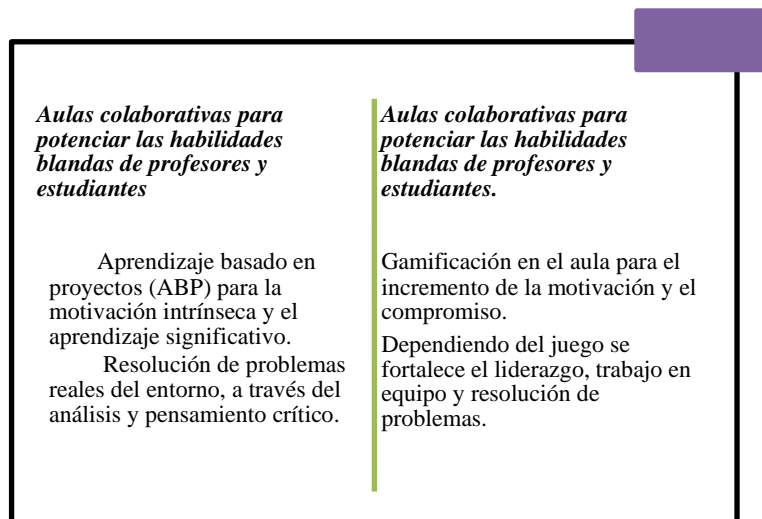 Aulas colaborativas para
potenciar las habilidades
blandas de profesores y
estudiantes
Aprendizaje basado en
proyectos (ABP) para la
motivación intrínseca y el
aprendizaje significativo.
Resolución de problemas
reales del entorno, a través del
análisis y pensamiento crítico.
Aulas colaborativas para
potenciar las habilidades
blandas de profesores y
estudiantes.
Gamificación en el aula para el
incremento de la motivación y el
compromiso.
Dependiendo del juego se
fortalece el liderazgo, trabajo en
equipo y resolución de
problemas.